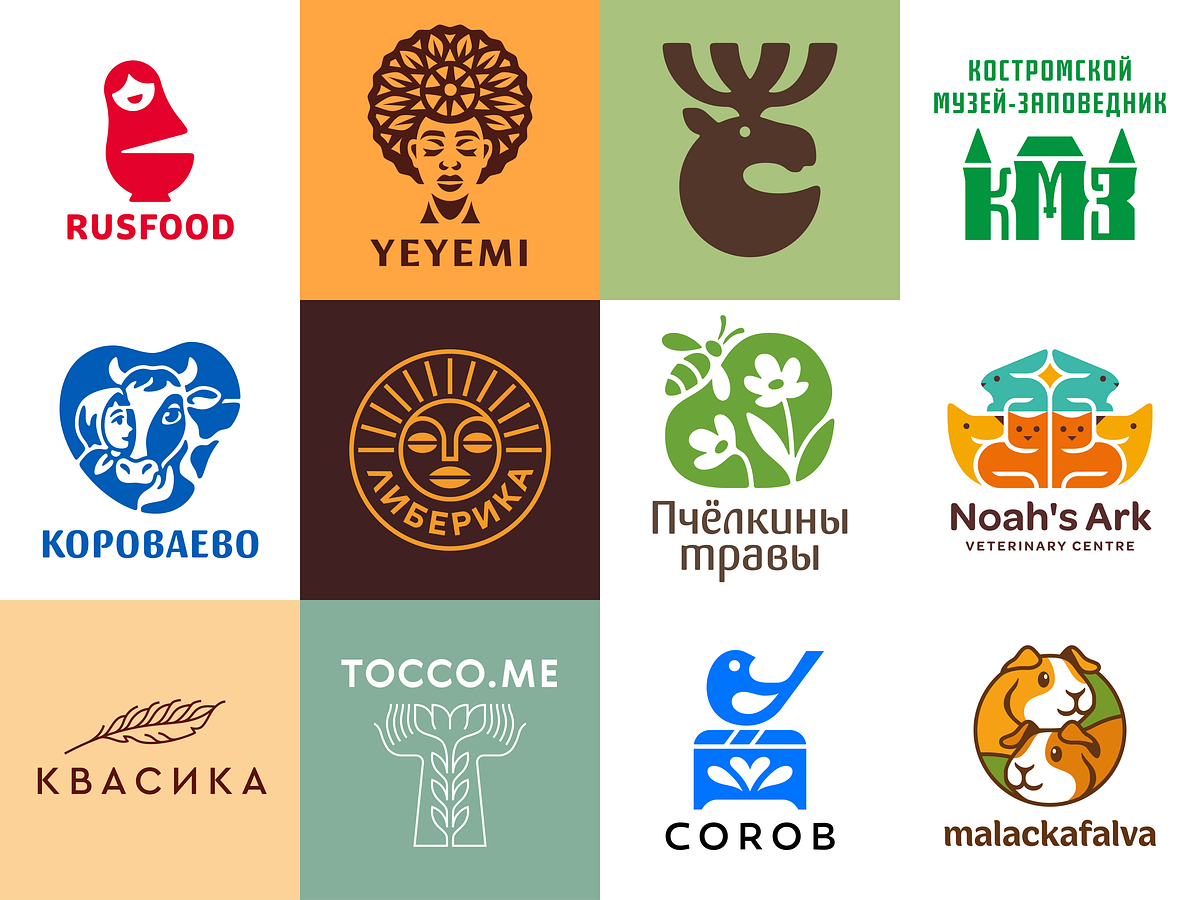 RUSFOOD
YEYEMI
КОСТРОМСКОЙ
МУЗЕЙ-ЗАПОВЕДНИК
КМЗ
КОРОВАЕВО
ЛИБЕРИКА
Пчёлкины
травы
Noah's Ark
VETERINARY CENTRE
КВАСИКА
TOCCO.ME
COROB
malackafalva